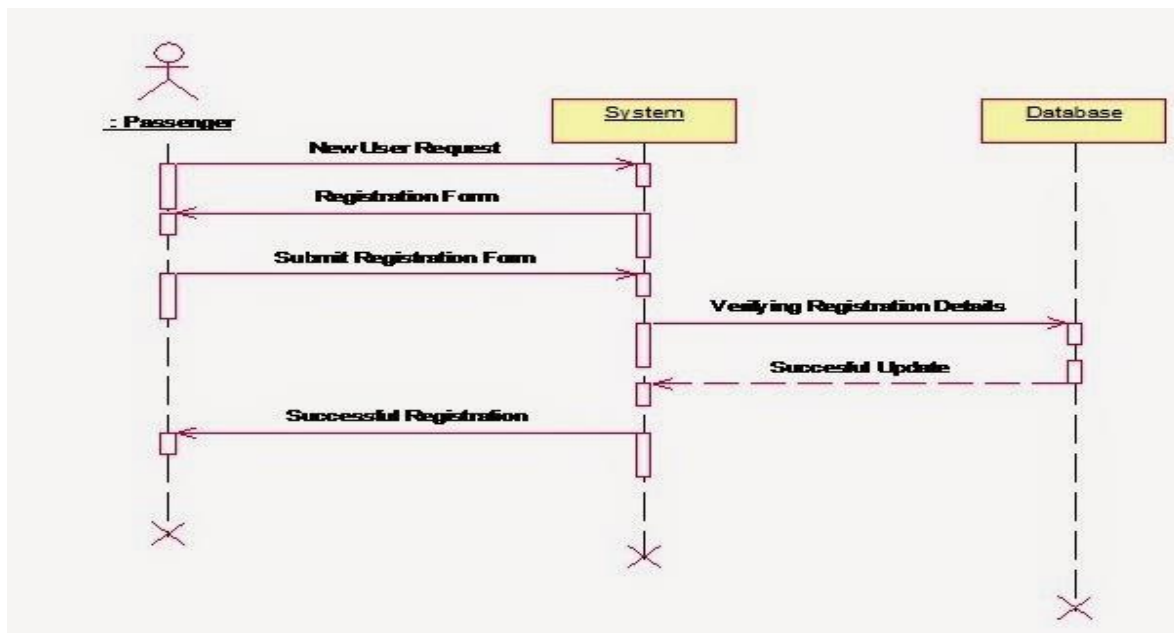 : Passenger
System
Database
New User Request
Registration Form
Submit Registration Form
Verifying Registration Details
Succesful Update
Successful Registration